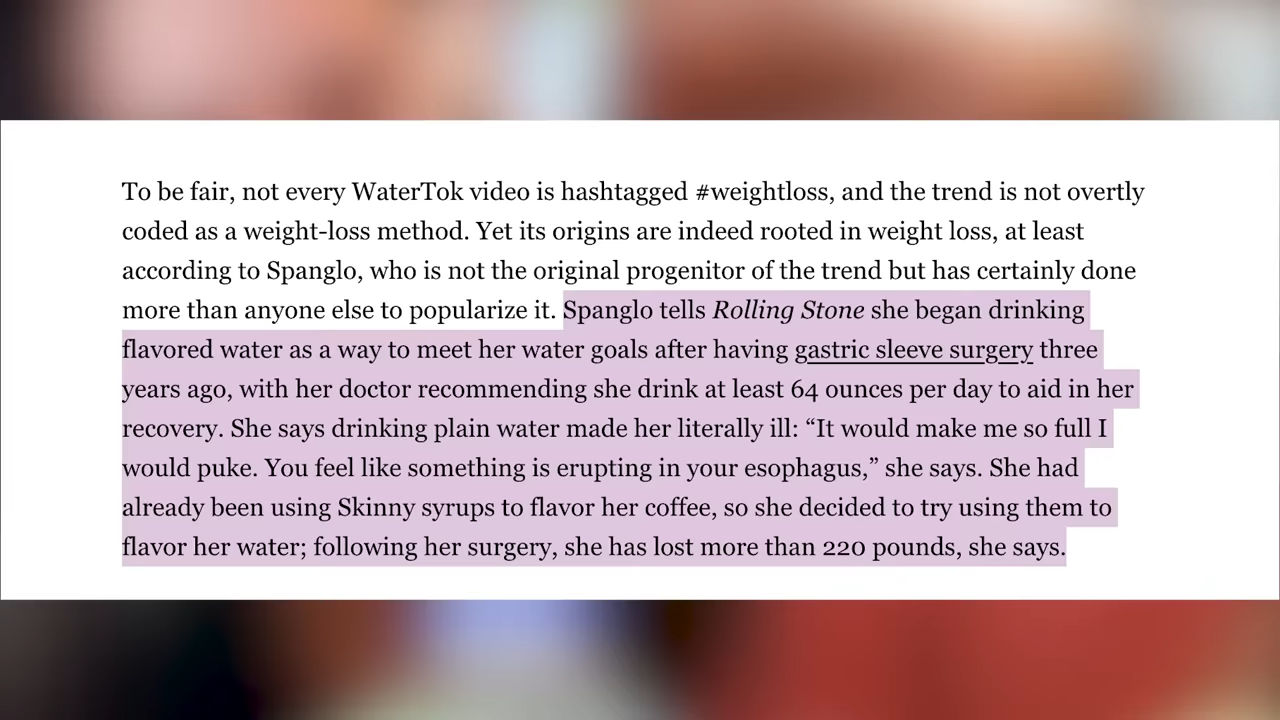 To be fair, not every WaterTok video is hashtagged #weightloss, and the trend is not overtly
coded as a weight-loss method. Yet its origins are indeed rooted in weight loss, at least
according to Spanglo, who is not the original progenitor of the trend but has certainly done
more than anyone else to popularize it. Spanglo tells Rolling Stone she began drinking
flavored water as a way to meet her water goals after having gastric sleeve surgery three
years ago, with her doctor recommending she drink at least 64 ounces per day to aid in her
recovery. She says drinking plain water made her literally ill: “It would make me so full I
would puke. You feel like something is erupting in your esophagus,” she says. She had
already been using Skinny syrups to flavor her coffee, so she decided to try using them to
flavor her water; following her surgery, she has lost more than 220 pounds, she says.